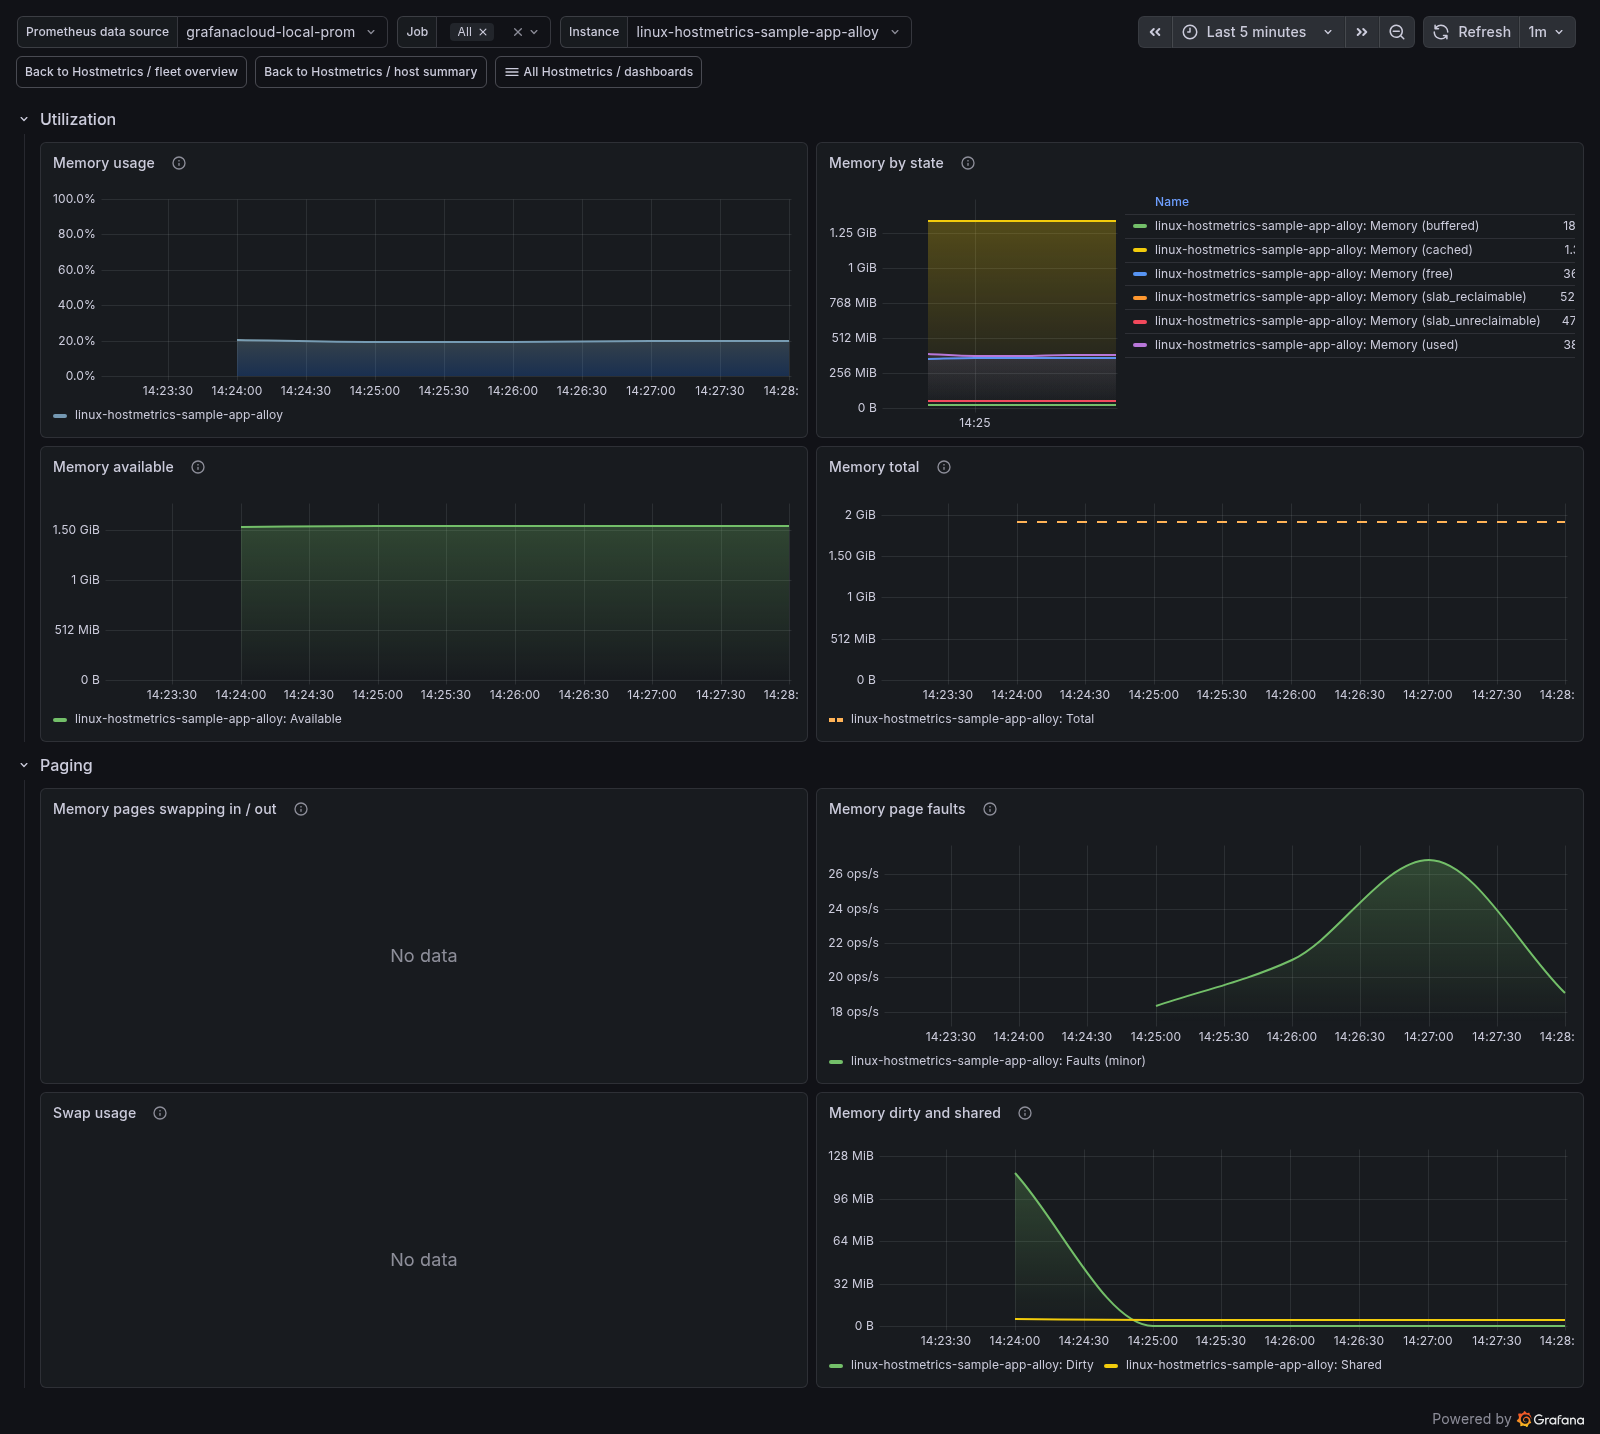 Prometheus data source grafanacloud-local-prom Job All Instance linux-hostmetrics-sample-app-alloy Last 5 minutes Refresh 1m
Back to Hostmetrics / fleet overview Back to Hostmetrics / host summary All Hostmetrics / dashboards
Utilization
Memory usage
100.0%
80.0%
60.0%
40.0%
20.0%
0.0%
14:23:30 14:24:00 14:24:30 14:25:00 14:25:30 14:26:00 14:26:30 14:27:00 14:27:30 14:28:
linux-hostmetrics-sample-app-alloy
Memory by state
1.25 GiB
1 GiB
768 MiB
512 MiB
256 MiB
0 B
14:25
Name
linux-hostmetrics-sample-app-alloy: Memory (buffered) 18
linux-hostmetrics-sample-app-alloy: Memory (cached) 1.
linux-hostmetrics-sample-app-alloy: Memory (free) 36
linux-hostmetrics-sample-app-alloy: Memory (slab_reclaimable) 52
linux-hostmetrics-sample-app-alloy: Memory (slab_unreclaimable) 47
linux-hostmetrics-sample-app-alloy: Memory (used) 38
Memory available
1.50 GiB
1 GiB
512 MiB
0 B
14:23:30 14:24:00 14:24:30 14:25:00 14:25:30 14:26:00 14:26:30 14:27:00 14:27:30 14:28:
linux-hostmetrics-sample-app-alloy: Available
Memory total
2 GiB
1.50 GiB
1 GiB
512 MiB
0 B
14:23:30 14:24:00 14:24:30 14:25:00 14:25:30 14:26:00 14:26:30 14:27:00 14:27:30 14:28:
linux-hostmetrics-sample-app-alloy: Total
Paging
Memory pages swapping in / out
No data
Memory page faults
26 ops/s
24 ops/s
22 ops/s
20 ops/s
18 ops/s
14:23:30 14:24:00 14:24:30 14:25:00 14:25:30 14:26:00 14:26:30 14:27:00 14:27:30 14:28:
linux-hostmetrics-sample-app-alloy: Faults (minor)
Swap usage
No data
Memory dirty and shared
128 MiB
96 MiB
64 MiB
32 MiB
0 B
14:23:30 14:24:00 14:24:30 14:25:00 14:25:30 14:26:00 14:26:30 14:27:00 14:27:30 14:28:
linux-hostmetrics-sample-app-alloy: Dirty linux-hostmetrics-sample-app-alloy: Shared
Powered by Grafana